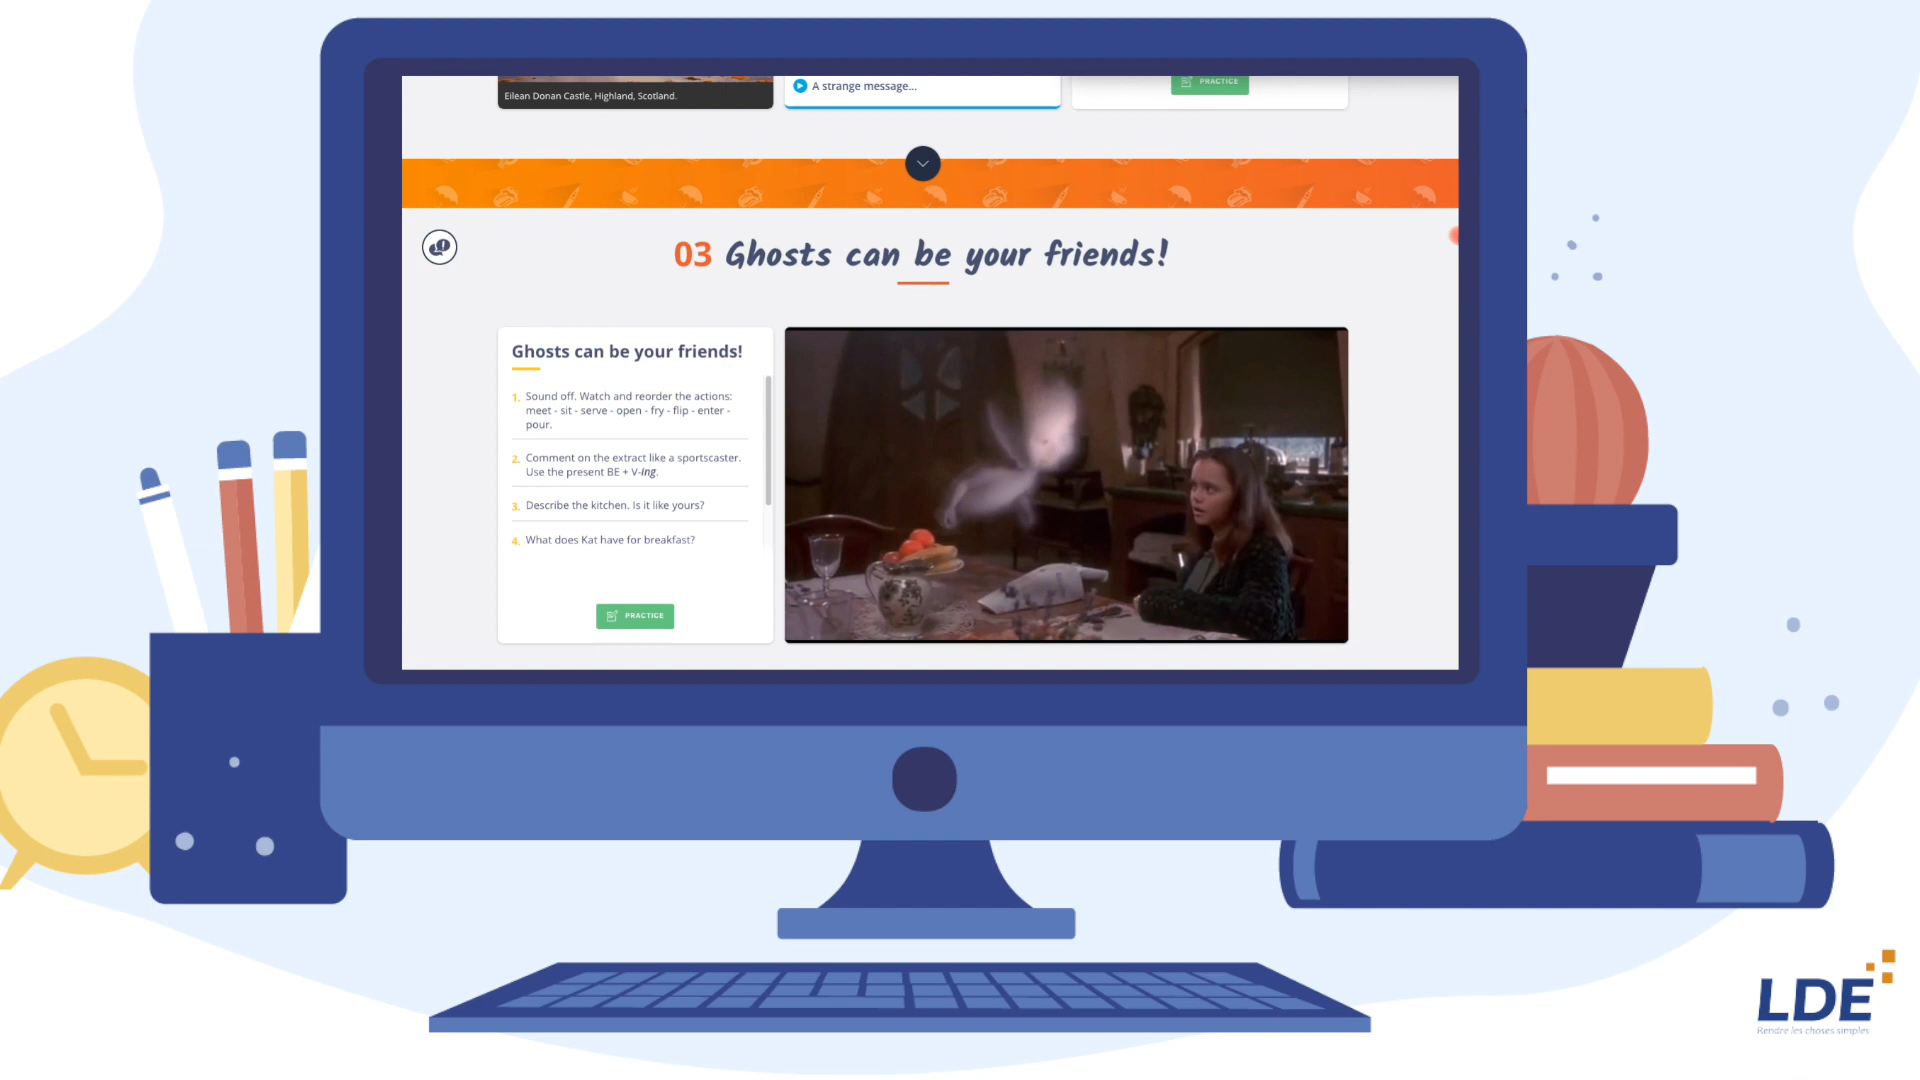 Eilean Donan Castle, Highland, Scotland.
A strange message...
PRACTICE
03 Ghosts can be your friends!
Ghosts can be your friends!
1. Sound off. Watch and reorder the actions:
meet - sit - serve - open - fry - flip - enter -
pour.
2. Comment on the extract like a sportscaster.
Use the present BE + V-ing.
3. Describe the kitchen. Is it like yours?
4. What does Kat have for breakfast?
PRACTICE
LDE
Rendre les choses simples